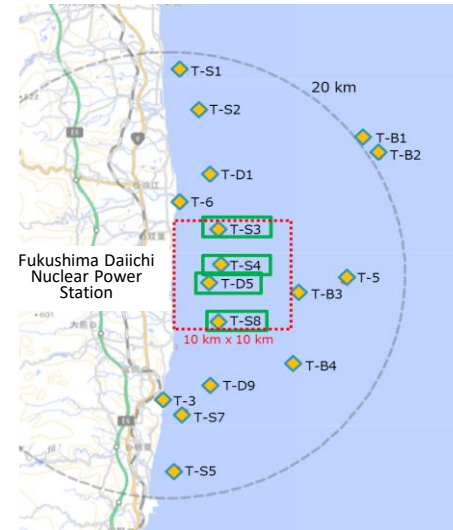 T-S1
20 km
T-S2
T-B1
T-B2
T-D1
T-6
T-S3
Fukushima Daiichi
Nuclear Power
Station
T-S4
T-5
T-D5
T-B3
T-S8
10 km x 10 km
T-B4
T-D9
T-3
T-S7
T-S5